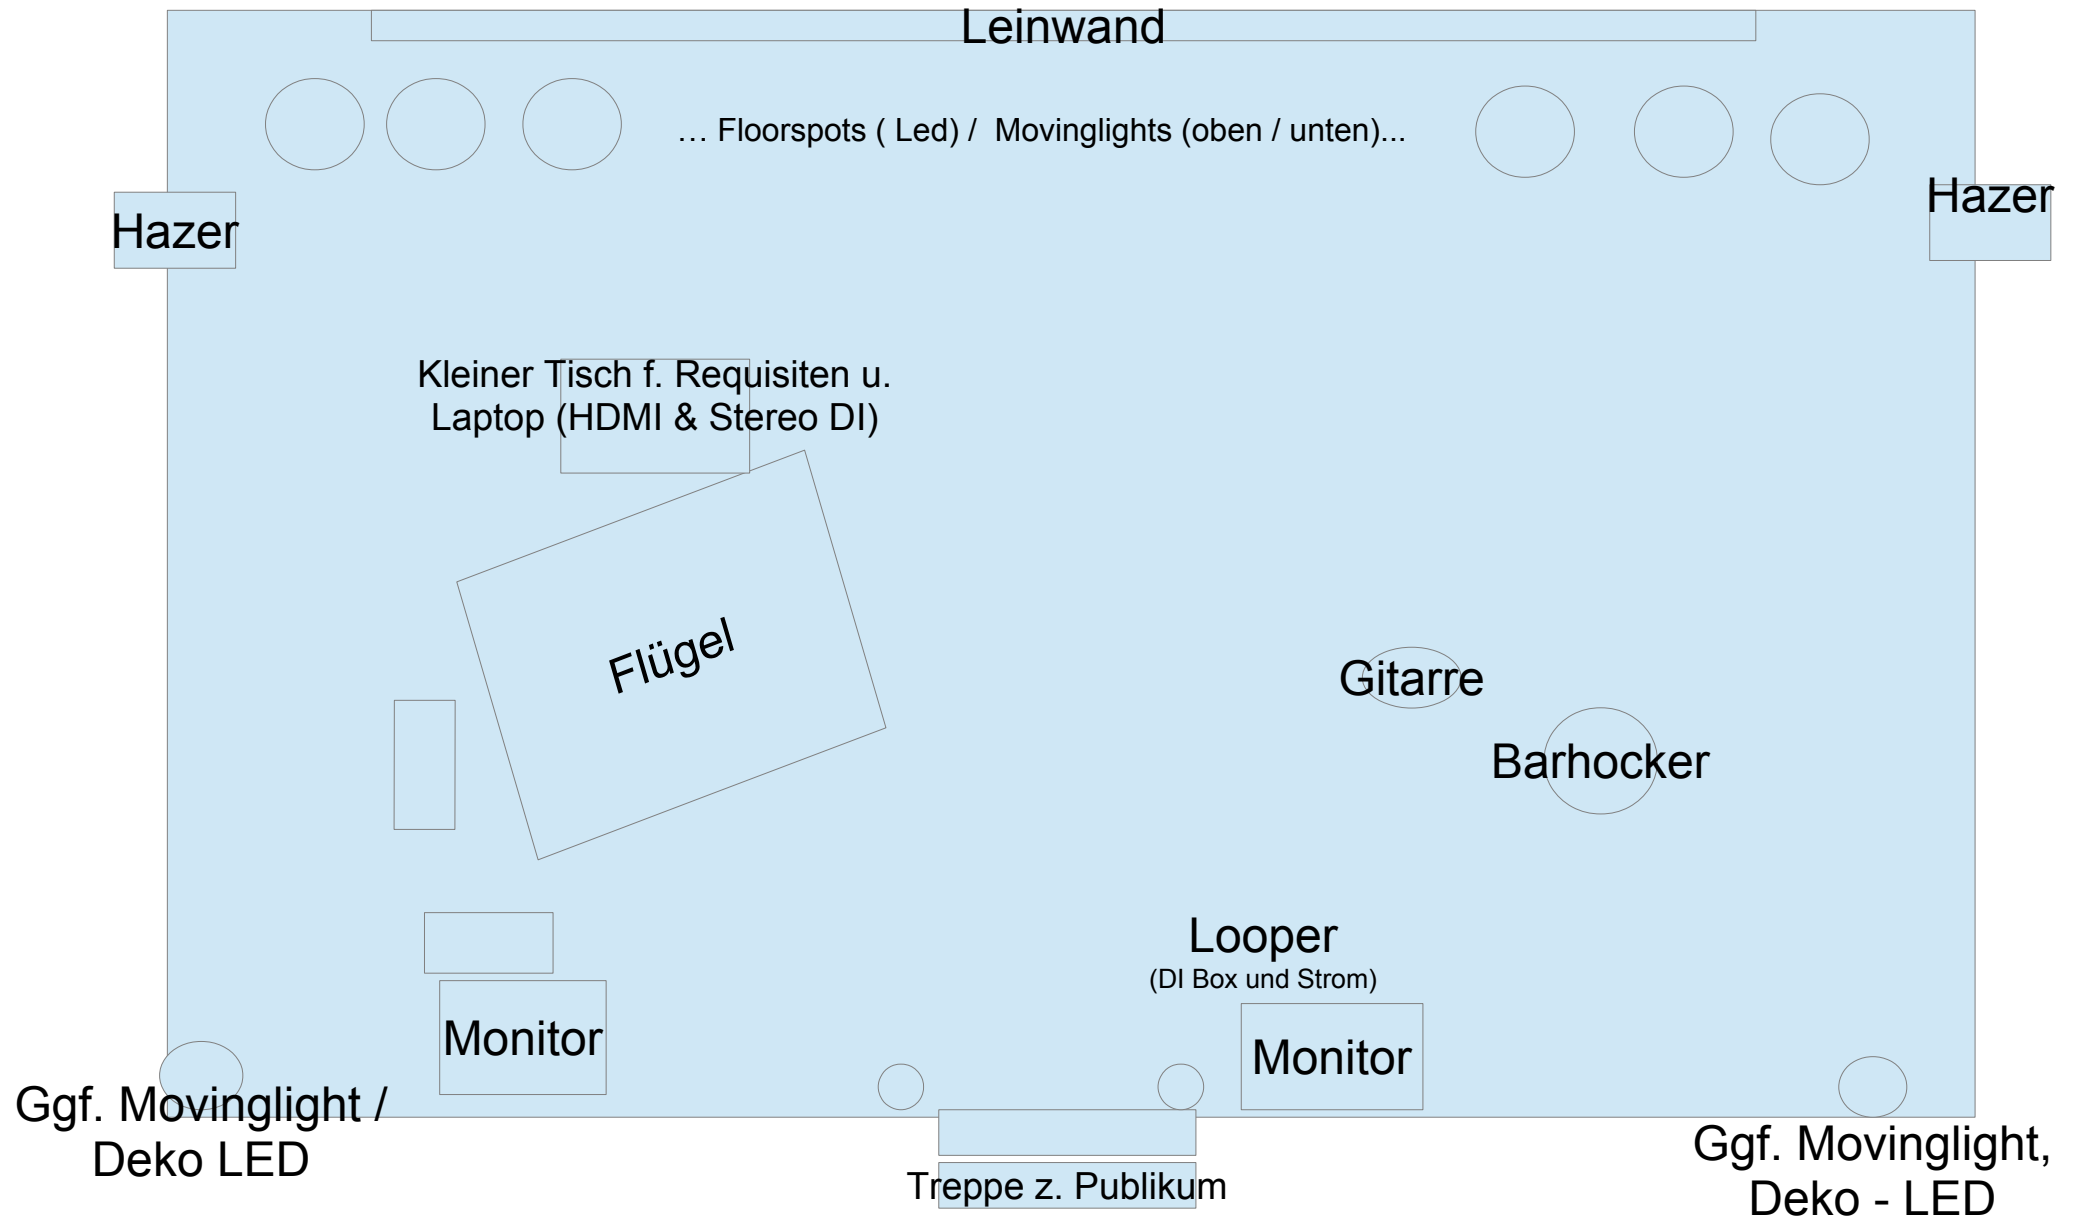 Leinwand
… Floorspots ( Led) /  Movinglights (oben / unten)...
Hazer
Hazer
Kleiner Tisch f. Requisiten u.
Laptop (HDMI & Stereo DI)
Flügel
Gitarre
Barhocker
Looper
(DI Box und Strom)
Monitor
Monitor
Ggf. Movinglight /
Deko LED
Treppe z. Publikum
Ggf. Movinglight,
Deko - LED